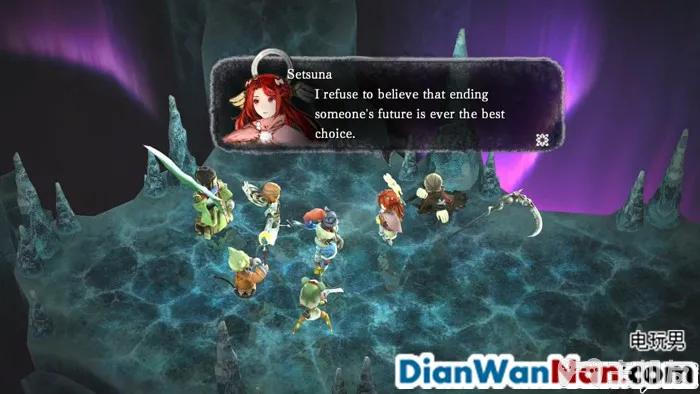 Setsuna
I refuse to believe that ending
someone's future is ever the best
choice.
电玩男
DianWanNan.com